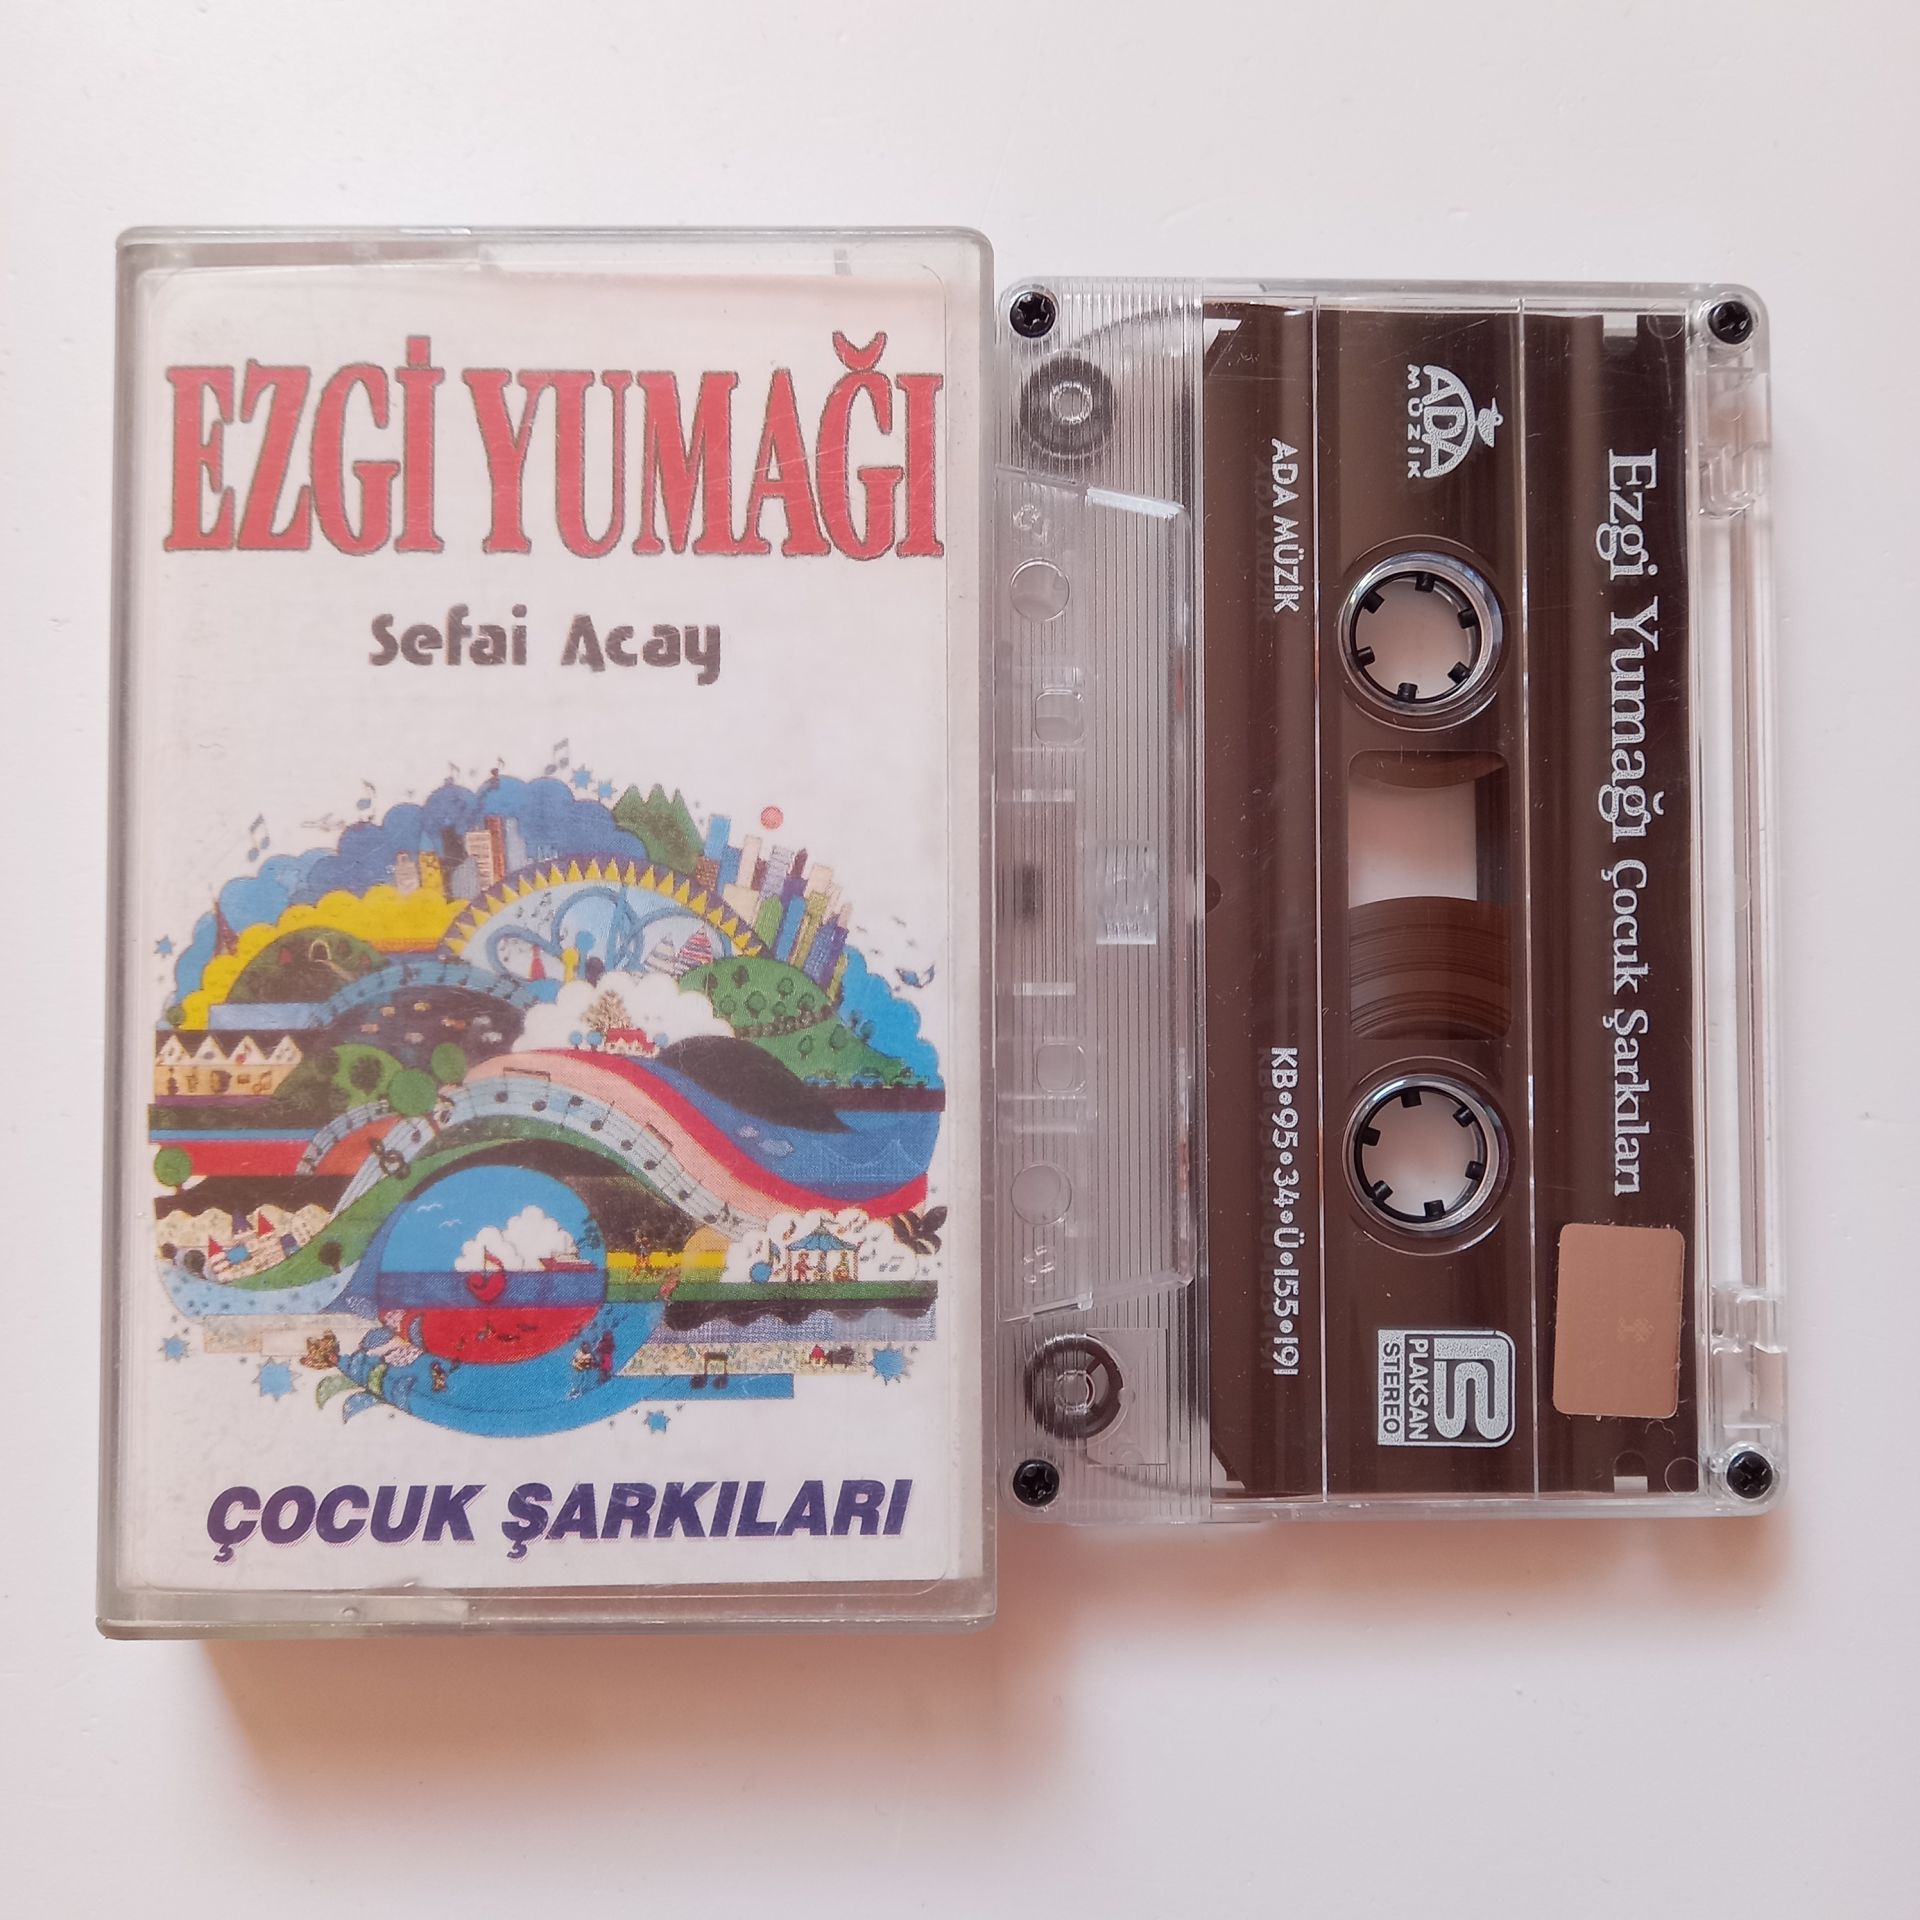 EZGİ YUMAĞI
Sefai Acay
ÇOCUK ŞARKILARI
Ezgi Yumağı Çocuk Şarkıları
ADA
MÜZİK
PLAKSAN
STEREO
ADA MÜZİK
KB•95•34•Ü•155•191